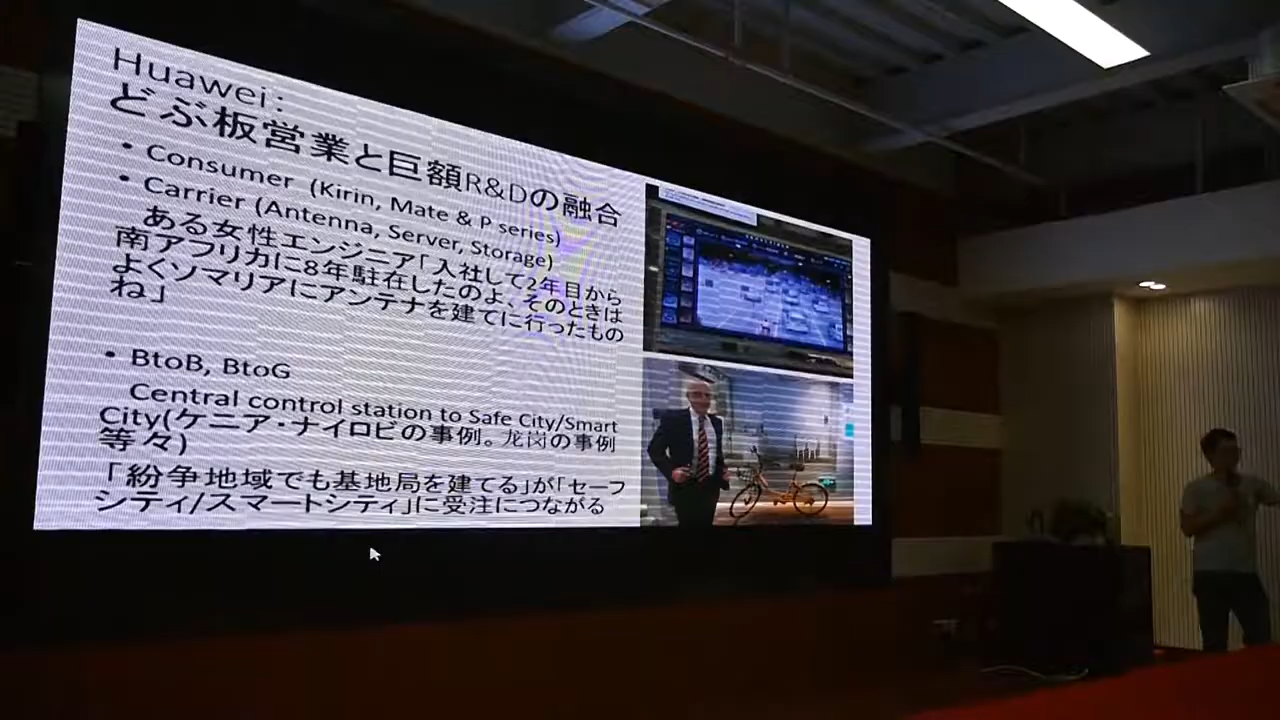 Huawei:
どぶ板営業と巨額R&Dの融合
• Consumer (Kirin, Mate & P series)
• Carrier (Antenna, Server, Storage)
ある女性エンジニア「入社して2年目から
南アフリカに8年駐在したのよ、そのときは
よくソマリアにアンテナを建てに行ったもの
ね」
• BtoB, BtoG
Central control station to Safe City/Smart
City(ケニア・ナイロビの事例。龙岗の事例
等々)
「紛争地域でも基地局を建てる」が「セーフ
シティ/スマートシティ」に受注につながる